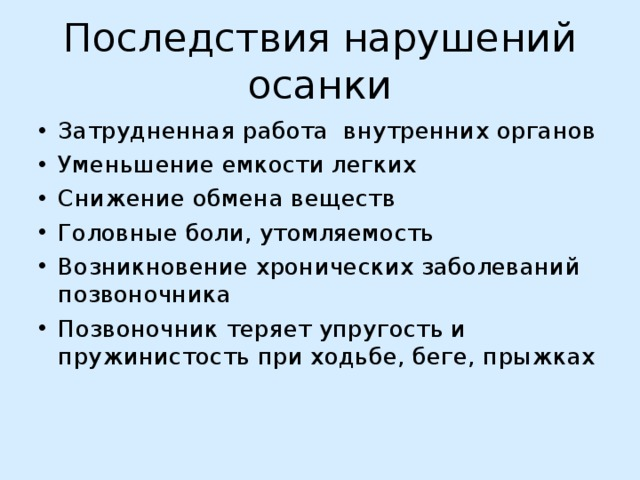 Последствия нарушений
осанки
• Затрудненная работа  внутренних органов
• Уменьшение емкости легких
• Снижение обмена веществ
• Головные боли, утомляемость
• Возникновение хронических заболеваний
позвоночника
• Позвоночник теряет упругость и
пружинистость при ходьбе, беге, прыжках